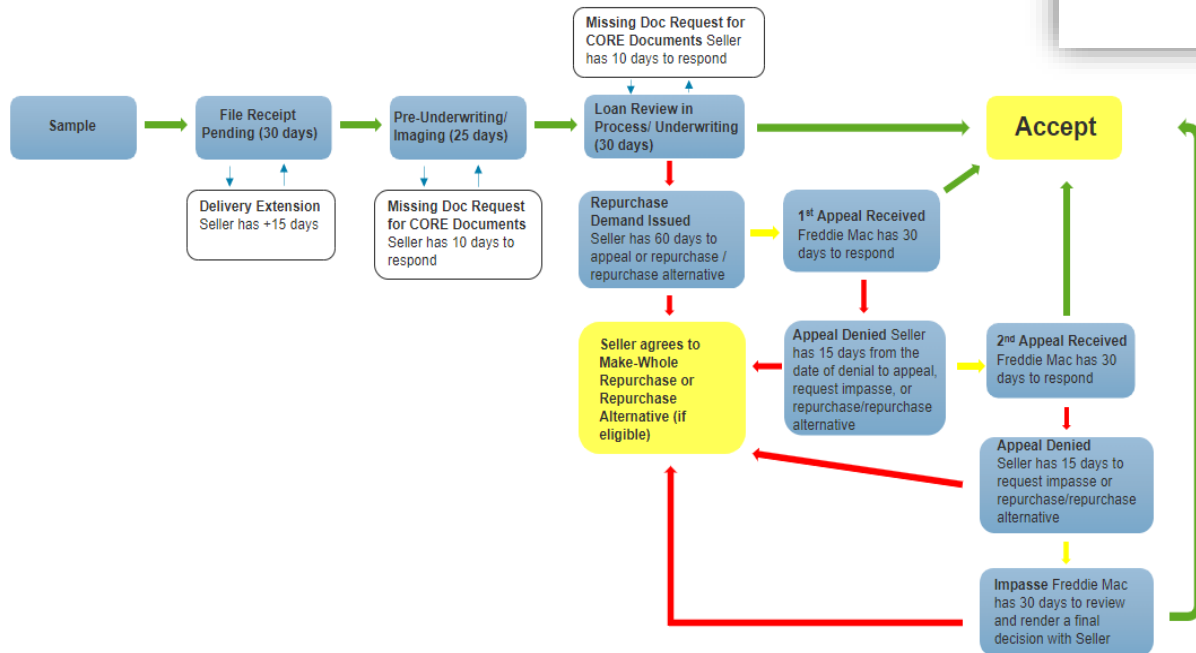 Missing Doc Request for
CORE Documents Seller
has 10 days to respond
Sample
File Receipt
Pending (30 days)
Pre-Underwriting/
Imaging (25 days)
Loan Review in
Process/ Underwriting
(30 days)
Accept
Delivery Extension
Seller has +15 days
Missing Doc Request
for CORE Documents
Seller has 10 days to
respond
Repurchase
Demand Issued
Seller has 60 days to
appeal or repurchase /
repurchase alternative
1st Appeal Received
Freddie Mac has 30
days to respond
Seller agrees to
Make-Whole
Repurchase or
Repurchase
Alternative (if
eligible)
Appeal Denied Seller
has 15 days from the
date of denial to appeal,
request impasse, or
repurchase/repurchase
alternative
2nd Appeal Received
Freddie Mac has 30
days to respond
Appeal Denied
Seller has 15 days to
request impasse or
repurchase/repurchase
alternative
Impasse Freddie Mac
has 30 days to review
and render a final
decision with Seller